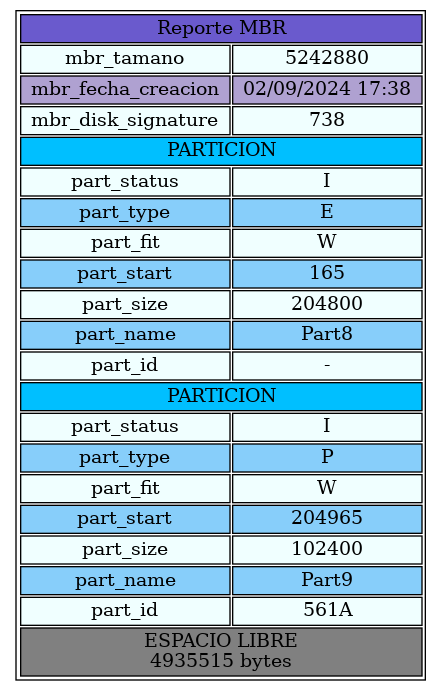 Reporte MBR
mbr_tamano 5242880
mbr_fecha_creacion 02/09/2024 17:38
mbr_disk_signature 738
PARTICION
part_status I
part_type E
part_fit W
part_start 165
part_size 204800
part_name Part8
part_id -
PARTICION
part_status I
part_type P
part_fit W
part_start 204965
part_size 102400
part_name Part9
part_id 561A
ESPACIO LIBRE
4935515 bytes